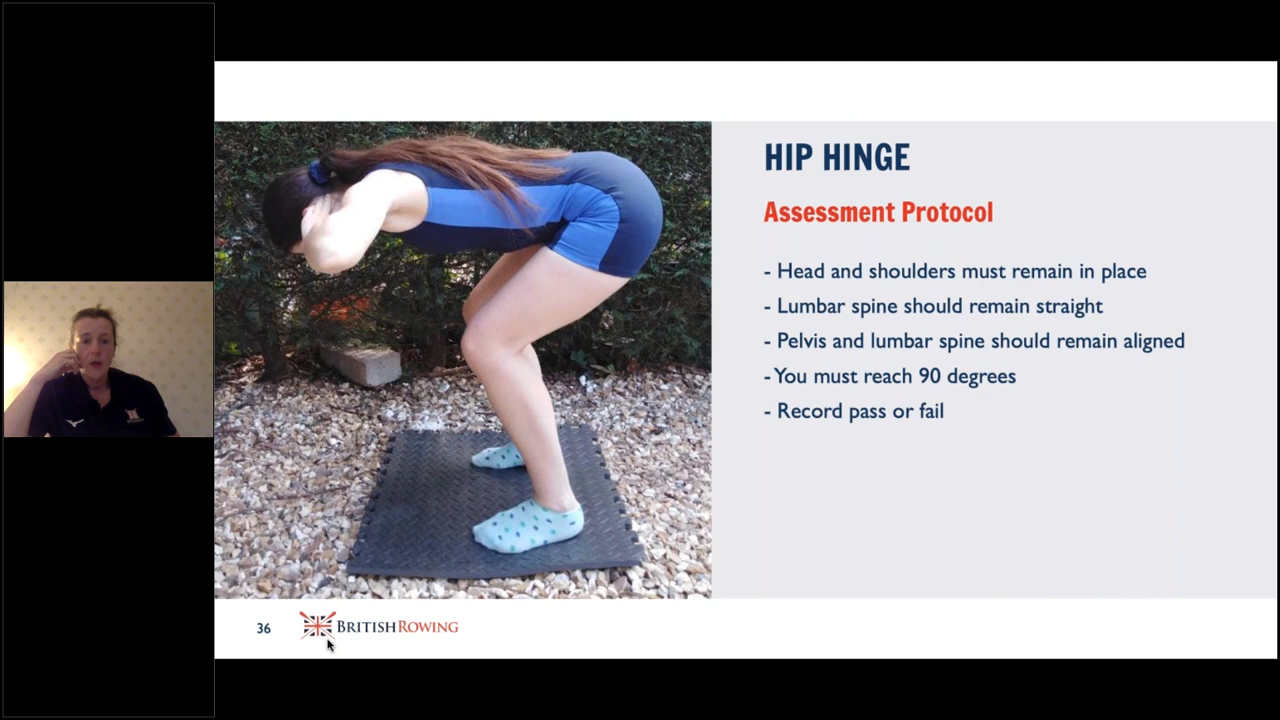 HIP HINGE
Assessment Protocol
- Head and shoulders must remain in place
- Lumbar spine should remain straight
- Pelvis and lumbar spine should remain aligned
- You must reach 90 degrees
- Record pass or fail
36
BRITISH ROWING